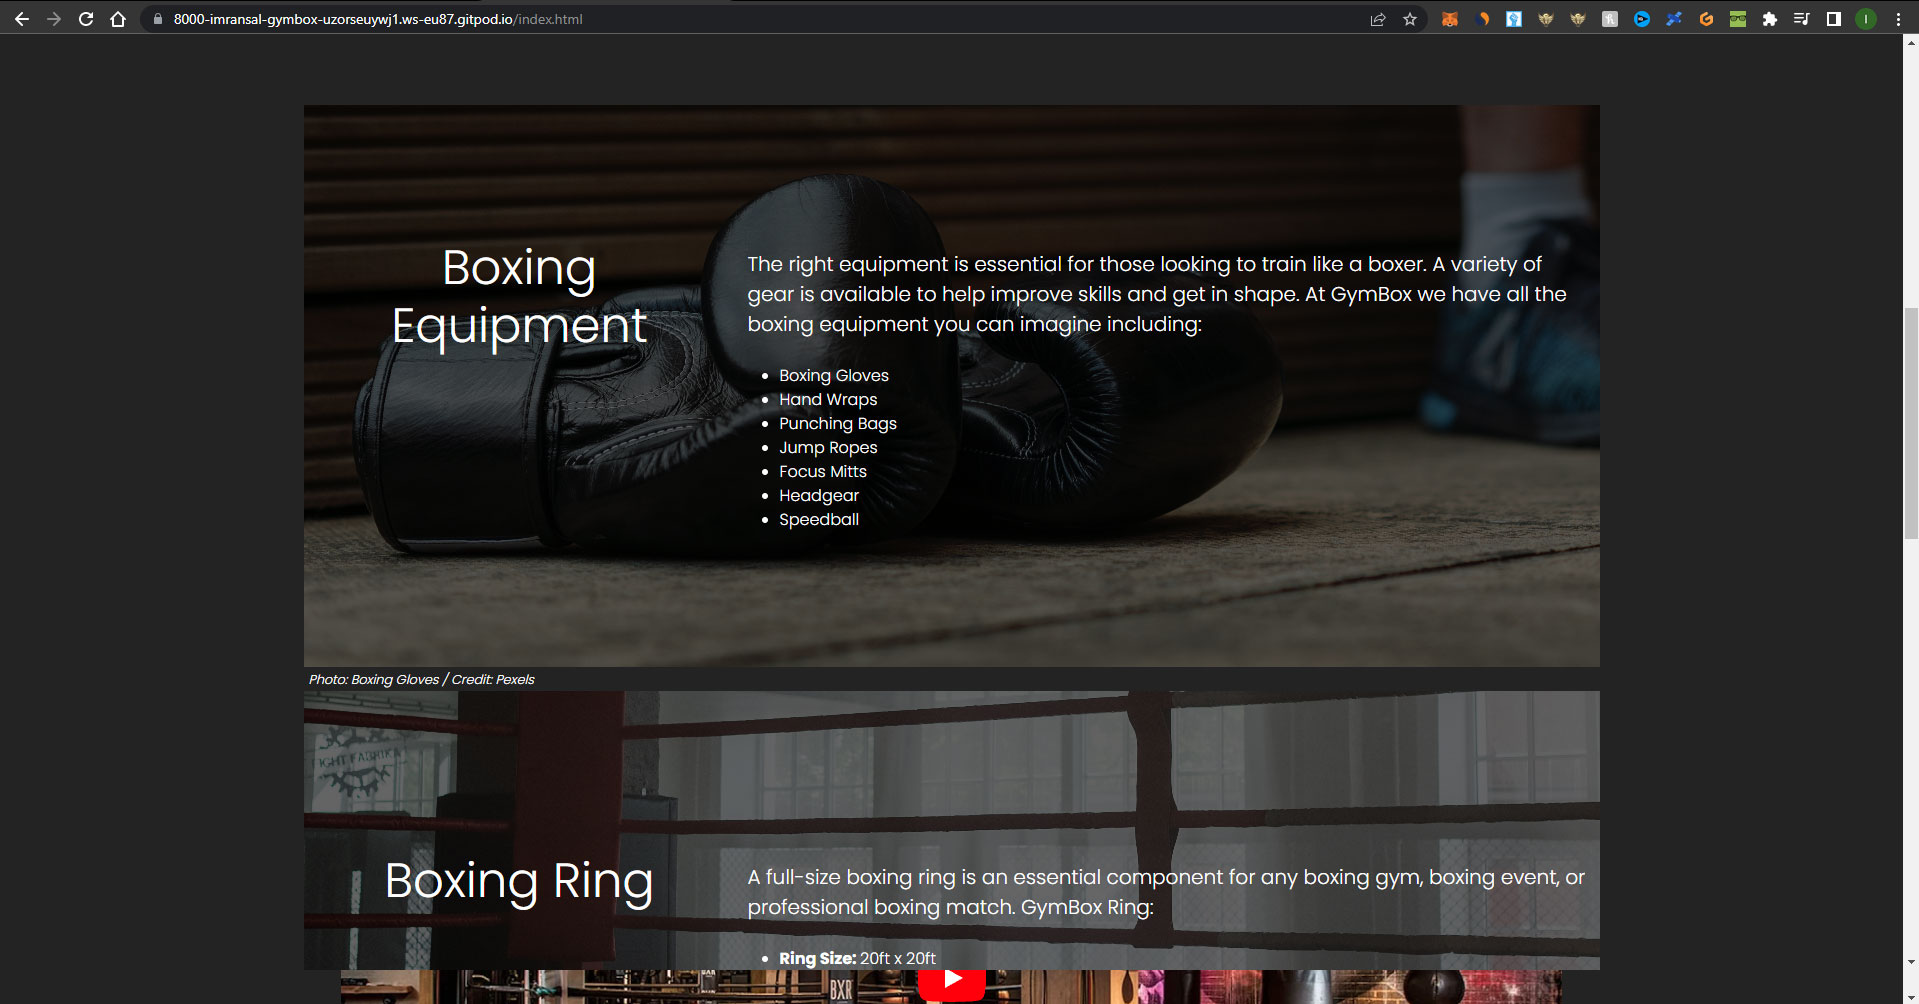 8000-imransal-gymbox-uzorseuywj1.ws-eu87.gitpod.io/index.html
I
Boxing
Equipment
The right equipment is essential for those looking to train like a boxer. A variety of
gear is available to help improve skills and get in shape. At GymBox we have all the
boxing equipment you can imagine including:
• Boxing Gloves
• Hand Wraps
• Punching Bags
• Jump Ropes
• Focus Mitts
• Headgear
• Speedball
Photo: Boxing Gloves / Credit: Pexels
FIGHT FABRIKA
Boxing Ring
A full-size boxing ring is an essential component for any boxing gym, boxing event, or
professional boxing match. GymBox Ring:
• Ring Size: 20ft x 20ft
BXR
BXR